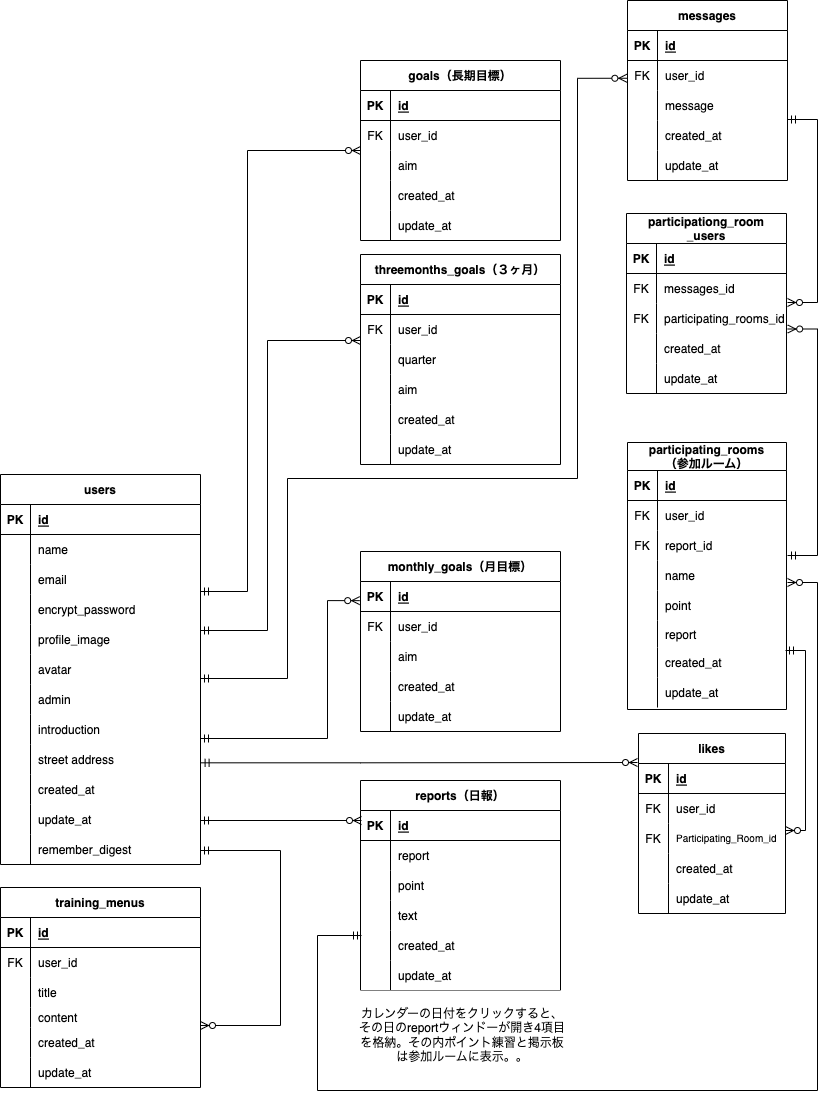 messages
PK id
FK user_id
message
created_at
update_at
goals（長期目標）
PK id
FK user_id
aim
created_at
update_at
participationg_room
_users
PK id
FK messages_id
FK participating_rooms_id
created_at
update_at
threemonths_goals（３ヶ月）
PK id
FK user_id
quarter
aim
created_at
update_at
participating_rooms
（参加ルーム）
PK id
FK user_id
FK report_id
name
point
report
created_at
update_at
users
PK id
name
email
encrypt_password
profile_image
avatar
admin
introduction
street address
created_at
update_at
remember_digest
monthly_goals（月目標）
PK id
FK user_id
aim
created_at
update_at
likes
PK id
FK user_id
FK Participating_Room_id
created_at
update_at
reports（日報）
PK id
report
point
text
created_at
update_at
training_menus
PK id
FK user_id
title
content
created_at
update_at
カレンダーの日付をクリックすると、
その日のreportウィンドーが開き4項目
を格納。その内ポイント練習と掲示板
は参加ルームに表示。。